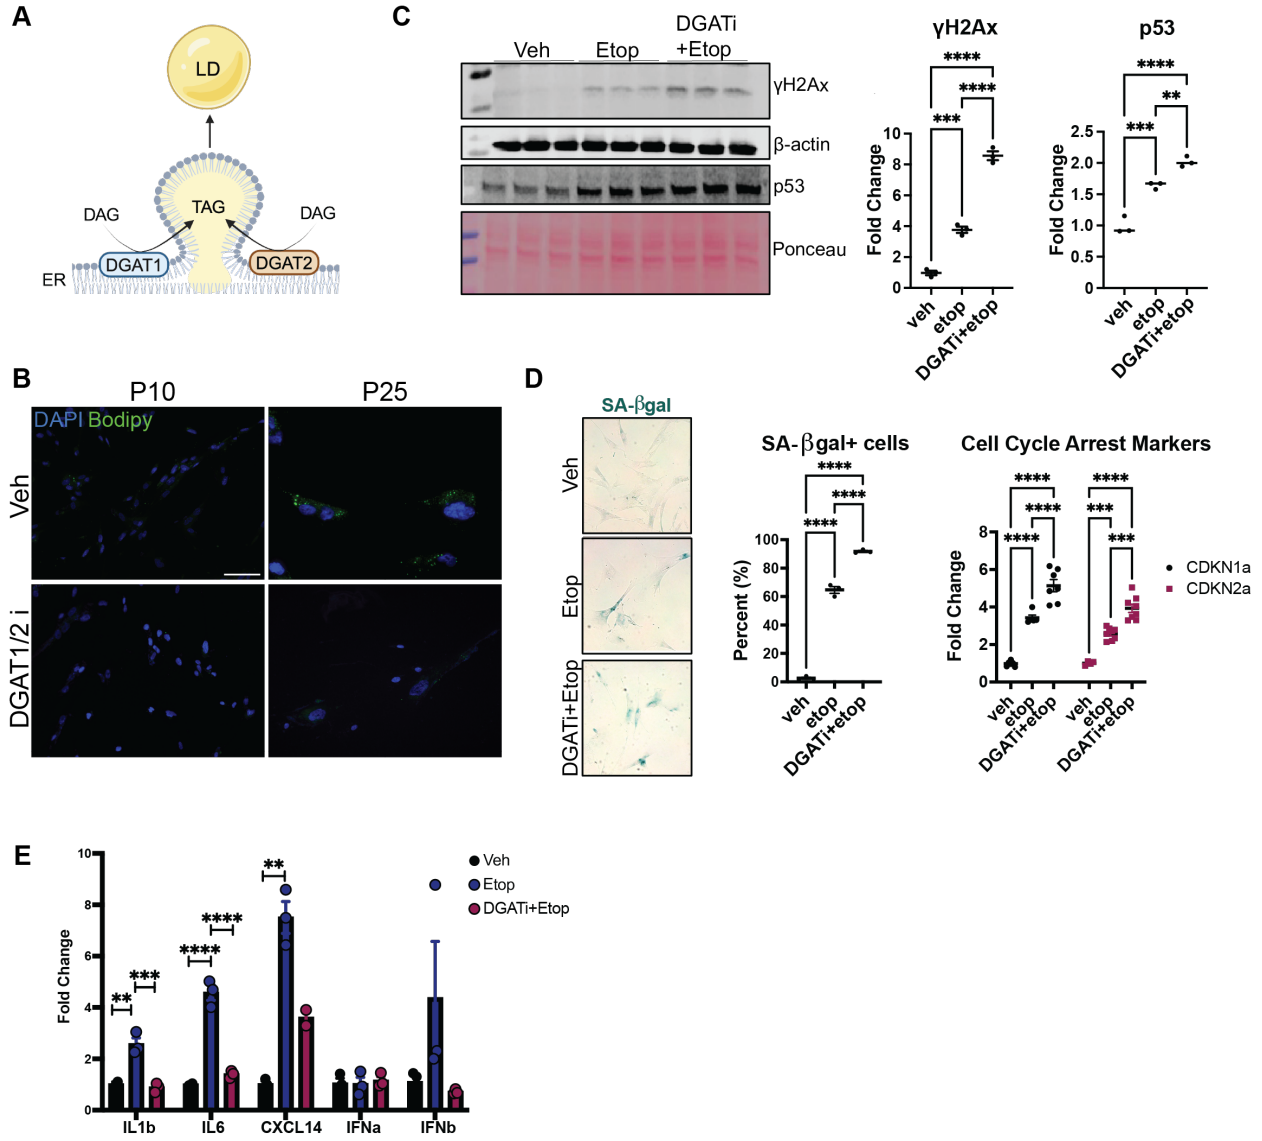 A
LD
TAG
DAG
DAG
DGAT1
DGAT2
ER
C
Veh
Etop
DGATi
+Etop
γH2Ax
β-actin
p53
Ponceau
γH2Ax
****
****
***
Fold Change
10
8
6
4
2
0
veh
etop
DGATi+etop
p53
****
**
***
Fold Change
2.5
2.0
1.5
1.0
0.5
0
veh
etop
DGATi+etop
B
P10
P25
DAPI Bodipy
Veh
DGAT1/2 i
D
SA-βgal
Veh
Etop
DGATi+Etop
SA-βgal+ cells
****
****
****
Percent (%)
100
80
60
40
20
0
veh
etop
DGATi+etop
Cell Cycle Arrest Markers
****
****
****
****
***
***
Fold Change
8
6
4
2
0
veh
etop
DGATi+etop
veh
etop
DGATi+etop
CDKN1a
CDKN2a
E
Fold Change
10
8
6
4
2
0
**
***
****
****
**
IL1b
IL6
CXCL14
IFNa
IFNb
Veh
Etop
DGATi+Etop